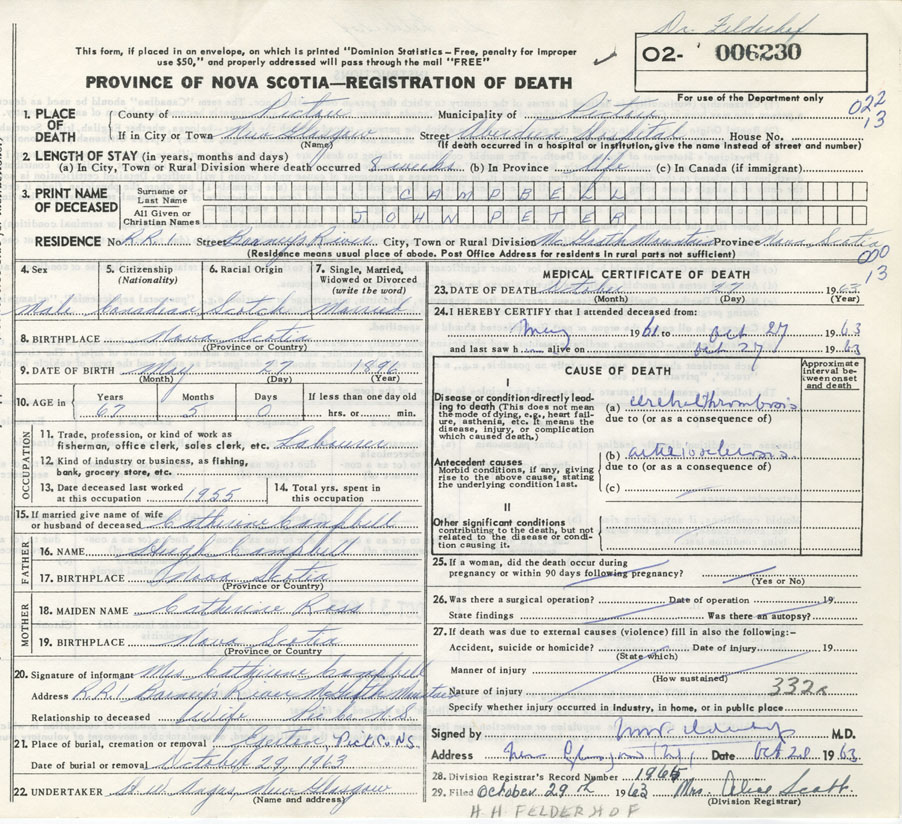 Dr. Felderhof
This form, if placed in an envelope, on which is printed "Dominion Statistics – Free, penalty for improper
use $50," and properly addressed will pass through the mail "FREE"
02- 006230
PROVINCE OF NOVA SCOTIA—REGISTRATION OF DEATH
For use of the Department only
022
13
1. PLACE OF DEATH
County of Pictou Municipality of Pictou
If in City or Town New Glasgow Street Aberdeen Hospital House No.
(Name) (If death occurred in a hospital or institution, give the name instead of street and number)
2. LENGTH OF STAY (in years, months and days)
(a) In City, Town or Rural Division where death occurred 8 weeks (b) In Province life (c) In Canada (if immigrant)
3. PRINT NAME OF DECEASED
Surname or Last Name CAMPBELL
All Given or Christian Names JOHN PETER
RESIDENCE No R.R.1 Street Barneys River City, Town or Rural Division McGrath Mountain Province Nova Scotia
(Residence means usual place of abode. Post Office Address for residents in rural parts not sufficient)
000
13
4. Sex Male
5. Citizenship (Nationality) Canadian
6. Racial Origin Scotch
7. Single, Married, Widowed or Divorced (write the word) Married
8. BIRTHPLACE Nova Scotia
(Province or Country)
9. DATE OF BIRTH May 27 1896
(Month) (Day) (Year)
10. AGE in Years 67 Months 5 Days 0 If less than one day old hrs. or min.
OCCUPATION
11. Trade, profession, or kind of work as fisherman, office clerk, sales clerk, etc. Labourer
12. Kind of industry or business, as fishing, bank, grocery store, etc.
13. Date deceased last worked at this occupation 1955
14. Total yrs. spent in this occupation
15. If married give name of wife or husband of deceased Catherine Campbell
FATHER
16. NAME Hugh Campbell
17. BIRTHPLACE Nova Scotia
(Province or Country)
MOTHER
18. MAIDEN NAME Catherine Ross
19. BIRTHPLACE Nova Scotia
(Province or Country)
20. Signature of informant Mrs Cathrine Campbell
Address R.R.1 Barneys River McGrath Mountain
Relationship to deceased Wife Pic. Co. N.S.
21. Place of burial, cremation or removal Pict. Co NS.
Date of burial or removal October 29, 1963
22. UNDERTAKER New Glasgow
(Name and address)
MEDICAL CERTIFICATE OF DEATH
23. DATE OF DEATH October 27 1963
(Month) (Day) (Year)
24. I HEREBY CERTIFY that I attended deceased from:
May 1961 to Oct 27 1963
and last saw h alive on Oct 27 1963
CAUSE OF DEATH
Approximate interval between onset and death
I
Disease or condition directly leading to death (This does not mean the mode of dying, e.g., heart failure, asthenia, etc. It means the disease, injury, or complication which caused death.)
(a) cerebral thrombosis
due to (or as a consequence of)
Antecedent causes
Morbid conditions, if any, giving rise to the above cause, stating the underlying condition last.
(b) arteriosclerosis
due to (or as a consequence of)
(c)
II
Other significant conditions
contributing to the death, but not related to the disease or condition causing it.
25. If a woman, did the death occur during
pregnancy or within 90 days following pregnancy?
(Yes or No)
26. Was there a surgical operation? Date of operation 19
State findings Was there an autopsy?
27. If death was due to external causes (violence) fill in also the following:–
Accident, suicide or homicide? Date of injury 19
(State which)
Manner of injury
(How sustained)
Nature of injury 332x
Specify whether injury occurred in industry, in home, or in public place
Signed by M.D.
Address New Glasgow Date Oct 28 1963
28. Division Registrar's Record Number 1965
29. Filed October 29th 1963 Mrs. Alice Scott
(Division Registrar)
H. H. FELDERHOF